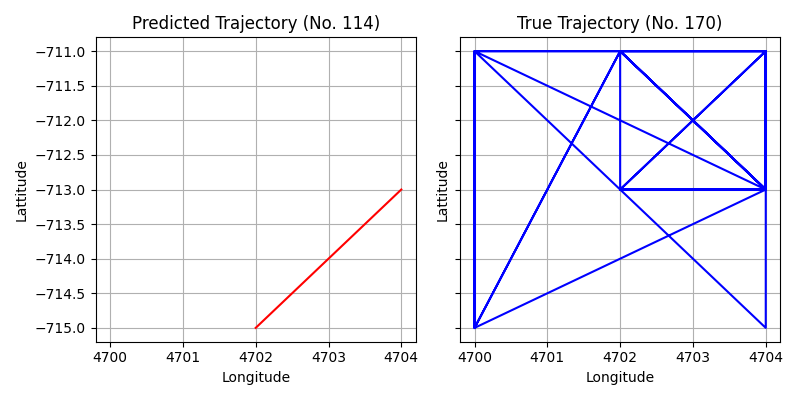 Predicted Trajectory (No. 114)
−711.0
−711.5
−712.0
−712.5
−713.0
−713.5
−714.0
−714.5
−715.0
Lattitude
4700 4701 4702 4703 4704
Longitude
True Trajectory (No. 170)
Lattitude
4700 4701 4702 4703 4704
Longitude